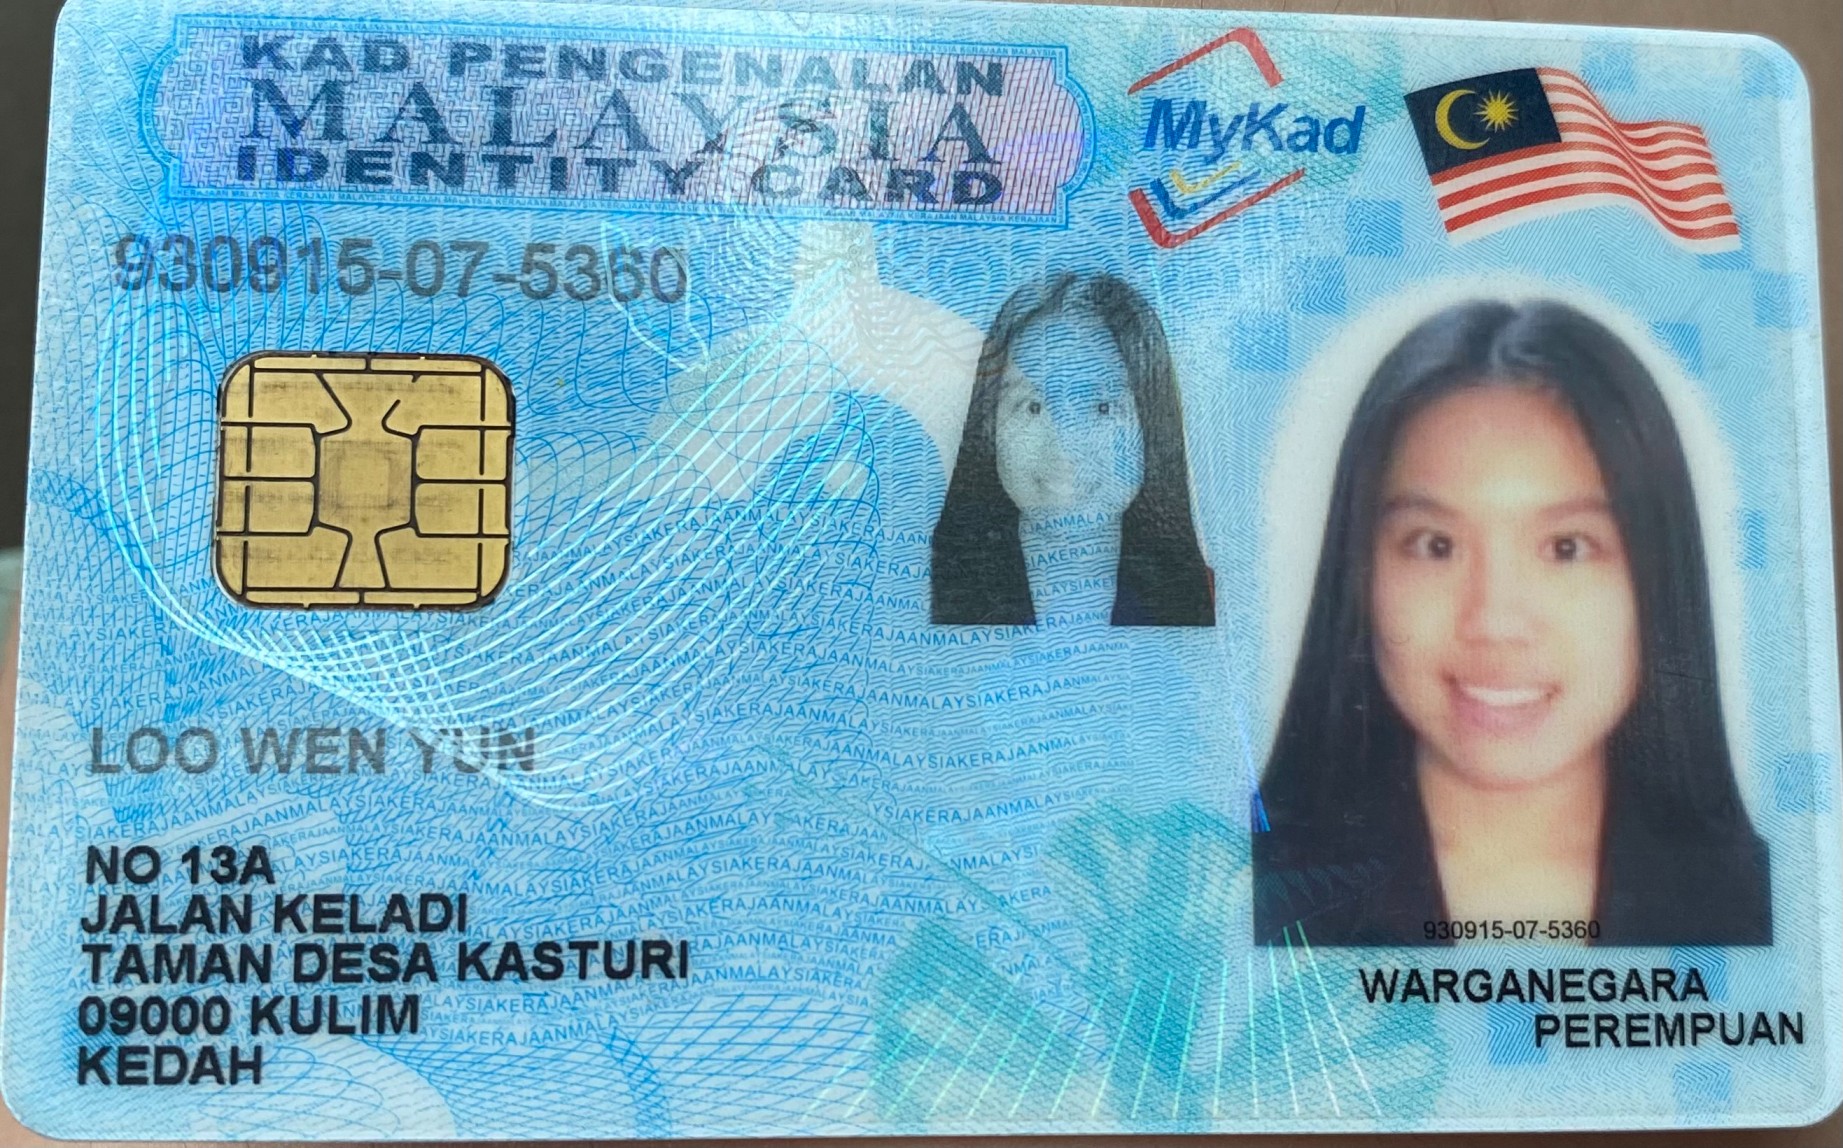 KAD PENGENALAN
MALAYSIA
IDENTITY CARD
MyKad
930915-07-5360
LOO WEN YUN
NO 13A
JALAN KELADI
TAMAN DESA KASTURI
09000 KULIM
KEDAH
930915-07-5360
WARGANEGARA
PEREMPUAN